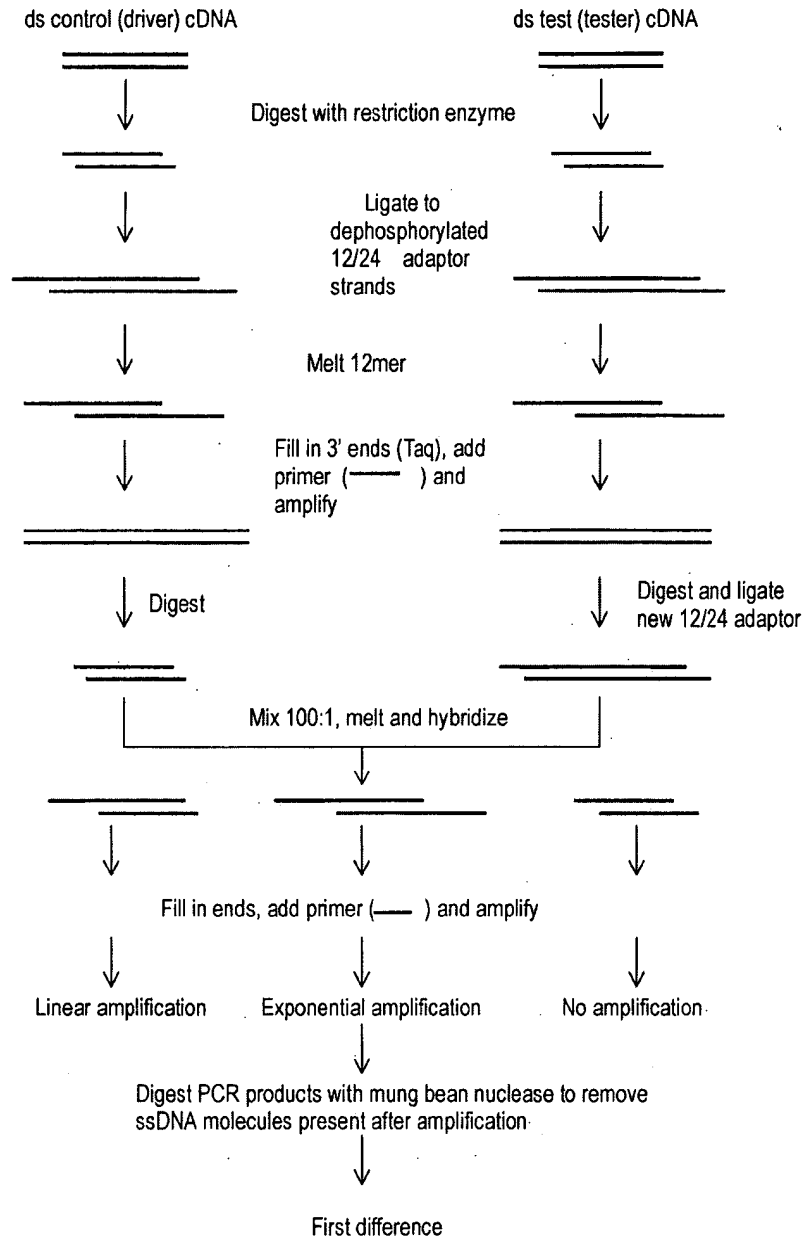 ds control (driver) cDNA
ds test (tester) cDNA
Digest with restriction enzyme
Ligate to
dephosphorylated
12/24 adaptor
strands
Melt 12mer
Fill in 3' ends (Taq), add
primer ( ) and
amplify
Digest
Digest and ligate
new 12/24 adaptor
Mix 100:1, melt and hybridize
Fill in ends, add primer ( ) and amplify
Linear amplification
Exponential amplification
No amplification
Digest PCR products with mung bean nuclease to remove
ssDNA molecules present after amplification
First difference